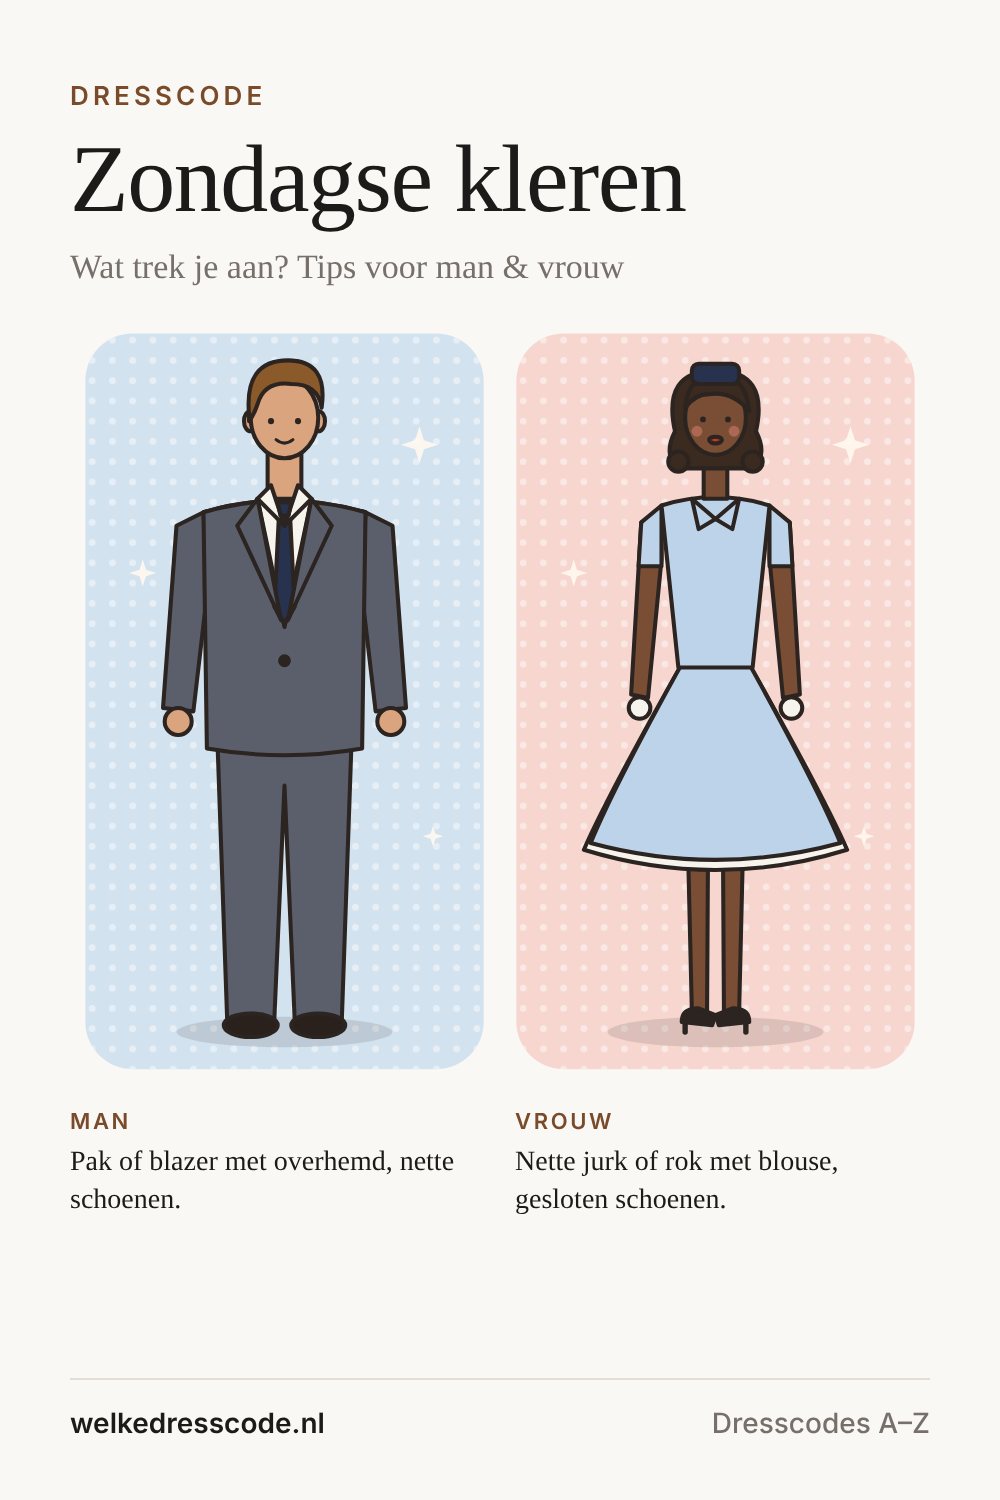 DRESSCODE
Zondagse kleren
Wat trek je aan? Tips voor man & vrouw
MAN
Pak of blazer met overhemd, nette
schoenen.
VROUW
Nette jurk of rok met blouse,
gesloten schoenen.
welkedresscode.nl
Dresscodes A–Z